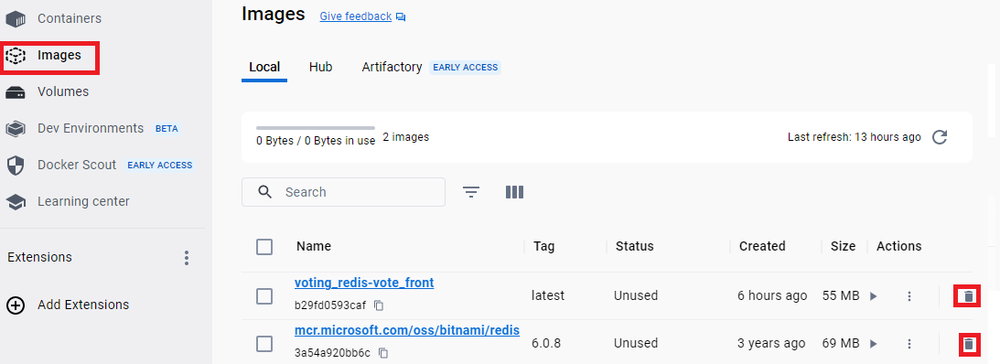 Containers
Images
Volumes
Dev Environments BETA
Docker Scout EARLY ACCESS
Learning center
Extensions
Add Extensions
Images Give feedback
Local Hub Artifactory EARLY ACCESS
0 Bytes / 0 Bytes in use 2 images Last refresh: 13 hours ago
Search
Name Tag Status Created Size Actions
voting_redis-vote_front
b29fd0593caf
latest Unused 6 hours ago 55 MB
mcr.microsoft.com/oss/bitnami/redis
3a54a920bb6c
6.0.8 Unused 3 years ago 69 MB